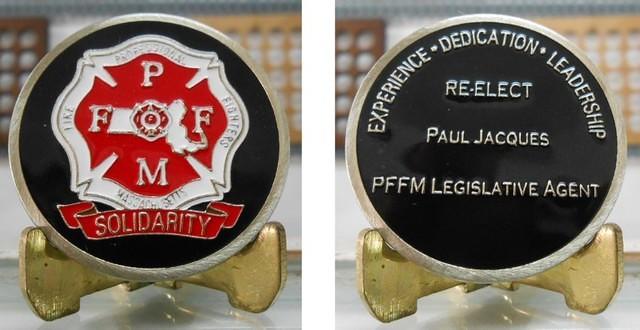 PROFESSIONAL
P
FIRE
F F
FIGHTERS
M
MASSACHUSETTS
SOLIDARITY
EXPERIENCE • DEDICATION • LEADERSHIP
RE-ELECT
PAUL JACQUES
PFFM LEGISLATIVE AGENT